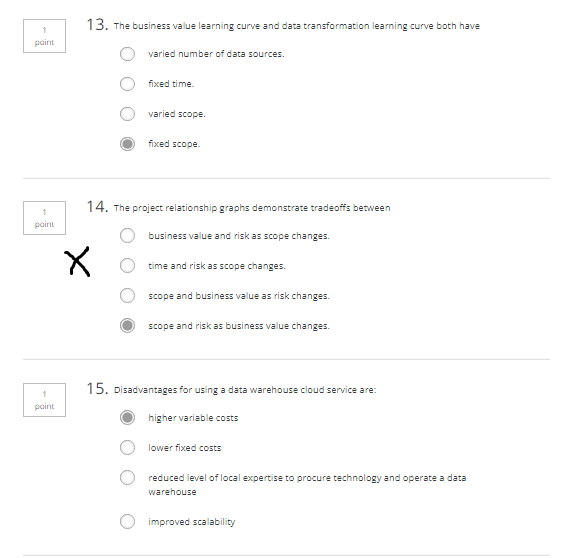 1
point
13. The business value learning curve and data transformation learning curve both have
varied number of data sources.
fixed time.
varied scope.
fixed scope.
1
point
14. The project relationship graphs demonstrate tradeoffs between
business value and risk as scope changes.
X
time and risk as scope changes.
scope and business value as risk changes.
scope and risk as business value changes.
1
point
15. Disadvantages for using a data warehouse cloud service are:
higher variable costs
lower fixed costs
reduced level of local expertise to procure technology and operate a data
warehouse
improved scalability